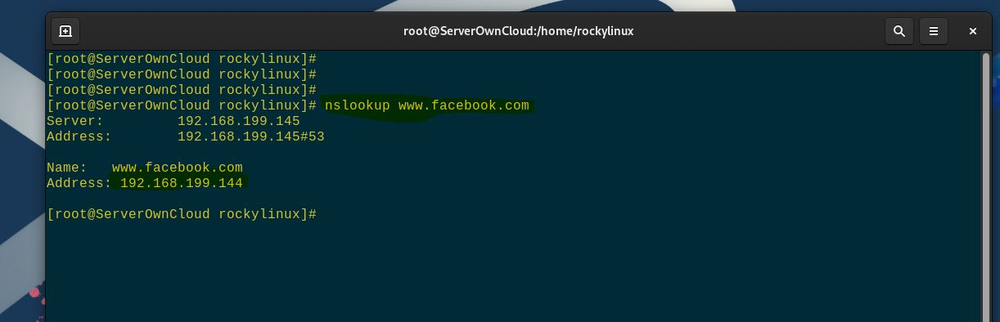 root@ServerOwnCloud:/home/rockylinux
[root@ServerOwnCloud rockylinux]#
[root@ServerOwnCloud rockylinux]#
[root@ServerOwnCloud rockylinux]#
[root@ServerOwnCloud rockylinux]# nslookup www.facebook.com
Server:         192.168.199.145
Address:        192.168.199.145#53
Name:   www.facebook.com
Address: 192.168.199.144
[root@ServerOwnCloud rockylinux]#